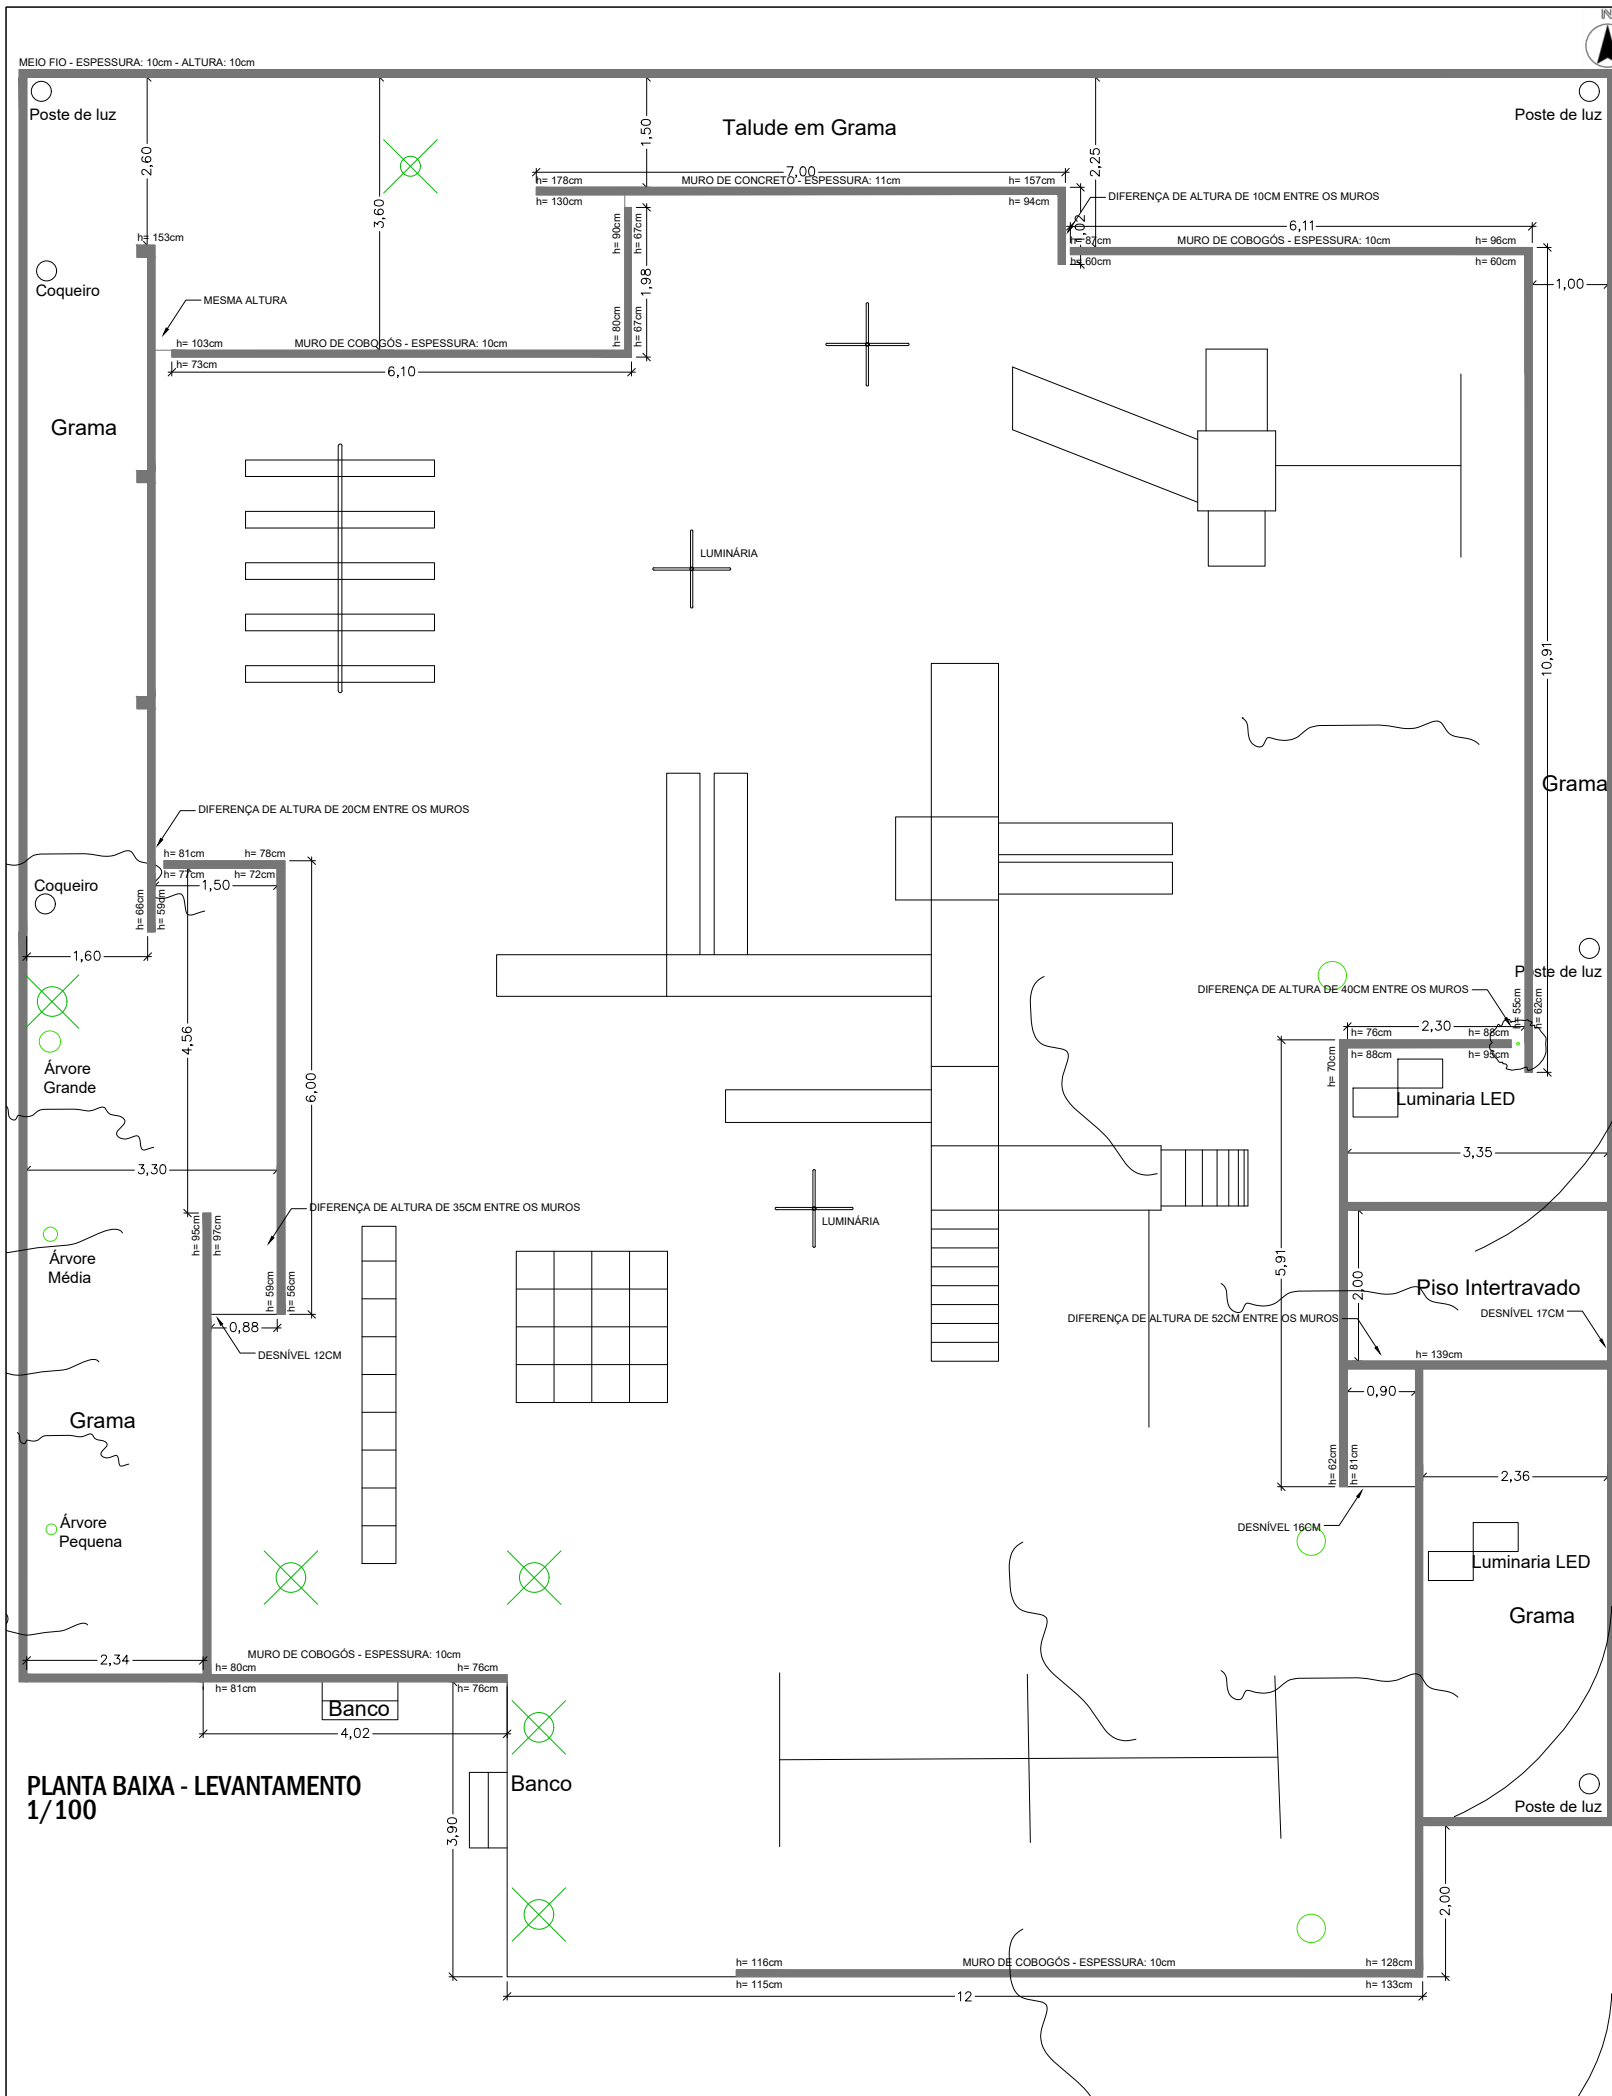 N
MEIO FIO - ESPESSURA: 10cm - ALTURA: 10cm
Poste de luz
Poste de luz
Talude em Grama
2,60
3,60
1,50
2,25
7,00
h= 178cm
MURO DE CONCRETO - ESPESSURA: 11cm
h= 157cm
h= 130cm
h= 94cm
DIFERENÇA DE ALTURA DE 10CM ENTRE OS MUROS
1,02
6,11
h= 87cm
MURO DE COBOGÓS - ESPESSURA: 10cm
h= 96cm
h= 60cm
h= 60cm
h= 153cm
h= 90cm
h= 67cm
1,98
1,00
Coqueiro
MESMA ALTURA
h= 80cm
h= 67cm
h= 103cm
MURO DE COBOGÓS - ESPESSURA: 10cm
h= 73cm
6,10
Grama
LUMINÁRIA
10,91
Grama
DIFERENÇA DE ALTURA DE 20CM ENTRE OS MUROS
h= 81cm
h= 78cm
h= 77cm
h= 72cm
1,50
Coqueiro
h= 66cm
h= 59cm
1,60
Poste de luz
DIFERENÇA DE ALTURA DE 40CM ENTRE OS MUROS
h= 55cm
h= 62cm
2,30
h= 76cm
h= 88cm
h= 88cm
h= 95cm
h= 70cm
4,56
6,00
Árvore
Grande
Luminaria LED
3,35
3,30
DIFERENÇA DE ALTURA DE 35CM ENTRE OS MUROS
LUMINÁRIA
h= 95cm
h= 97cm
Árvore
Média
h= 59cm
h= 56cm
5,91
2,00
Piso Intertravado
DESNÍVEL 17CM
DIFERENÇA DE ALTURA DE 52CM ENTRE OS MUROS
0,88
DESNÍVEL 12CM
h= 139cm
0,90
Grama
h= 62cm
h= 81cm
2,36
DESNÍVEL 16CM
Árvore
Pequena
Luminaria LED
Grama
2,34
MURO DE COBOGÓS - ESPESSURA: 10cm
h= 80cm
h= 76cm
h= 81cm
h= 76cm
Banco
4,02
PLANTA BAIXA - LEVANTAMENTO
1/100
Banco
3,90
Poste de luz
2,00
h= 116cm
MURO DE COBOGÓS - ESPESSURA: 10cm
h= 128cm
h= 115cm
h= 133cm
12